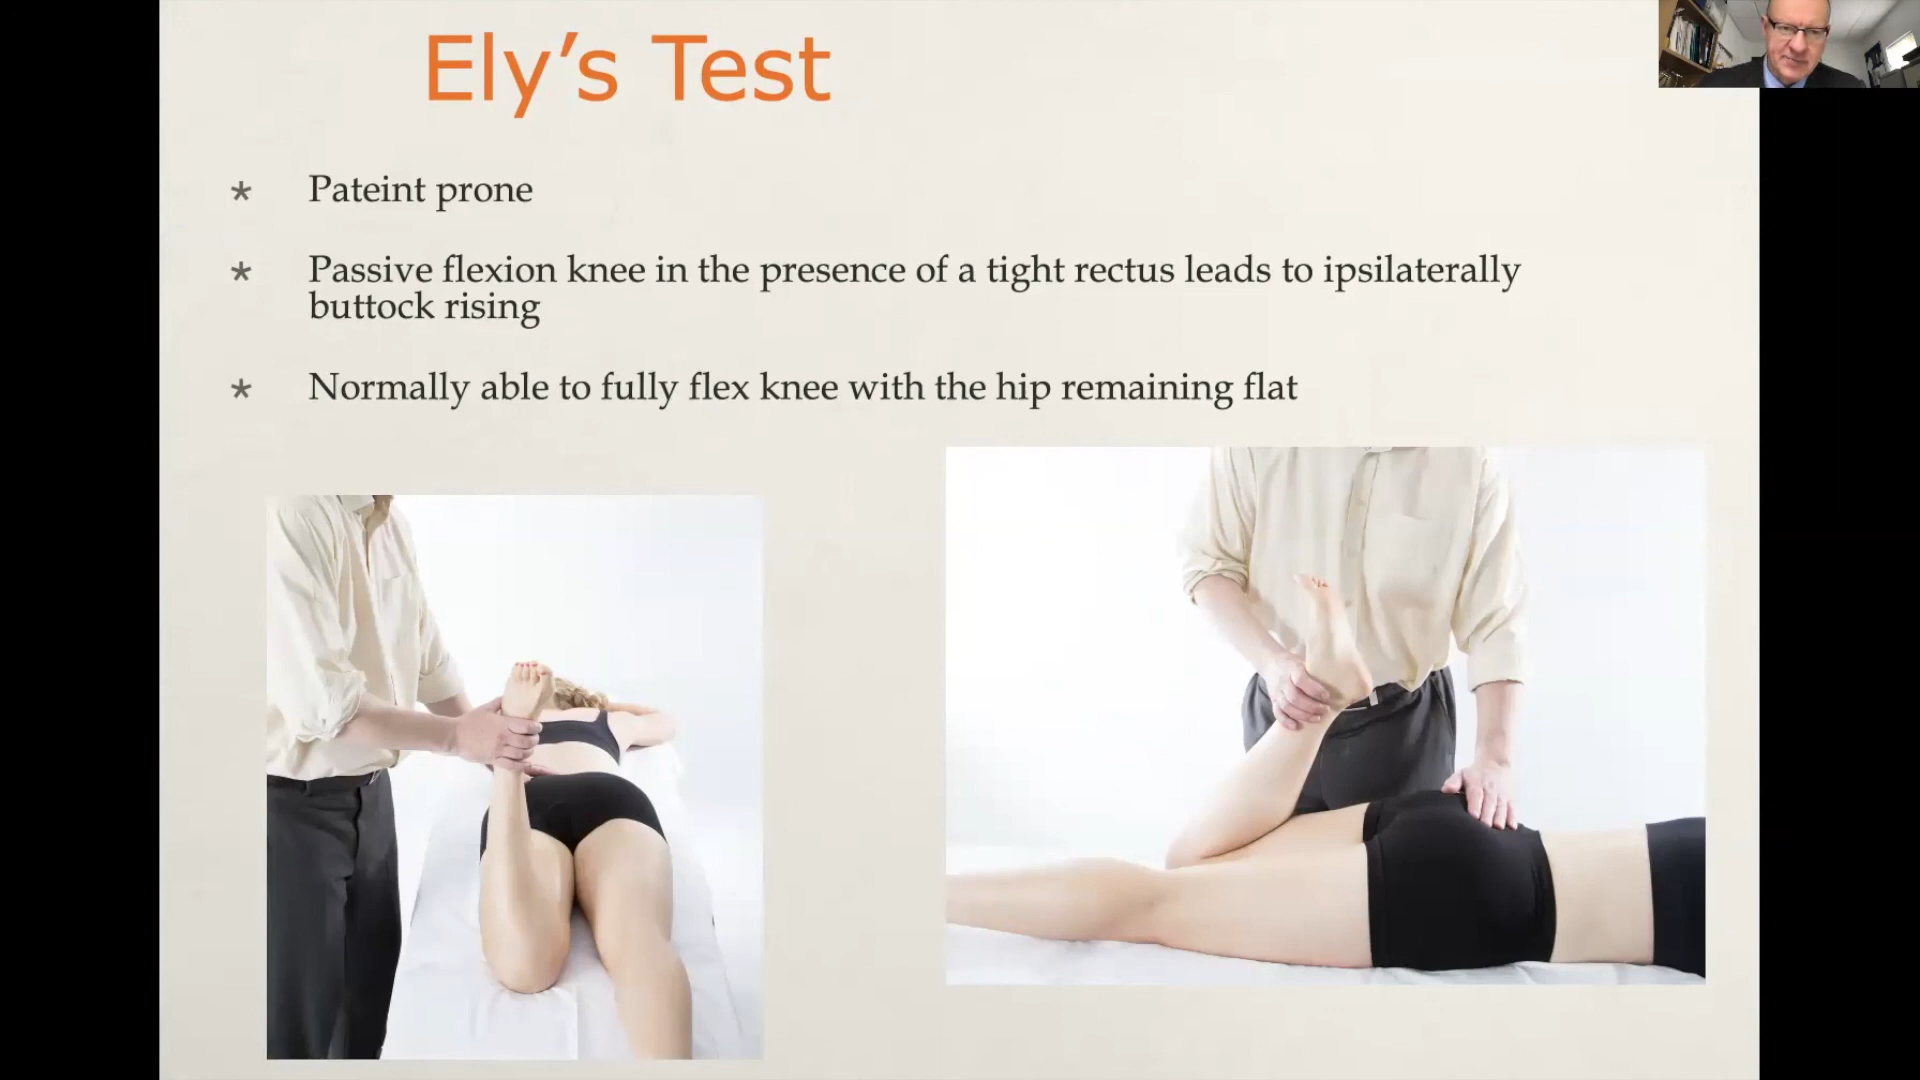 Ely’s Test
* Pateint prone
* Passive flexion knee in the presence of a tight rectus leads to ipsilaterally
buttock rising
* Normally able to fully flex knee with the hip remaining flat